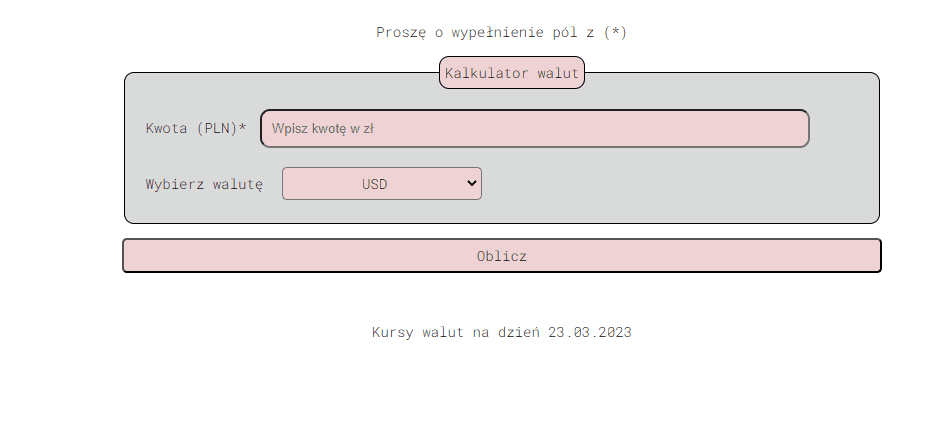 Proszę o wypełnienie pól z (*)
Kalkulator walut
Kwota (PLN)* Wpisz kwotę w zł
Wybierz walutę USD
Oblicz
Kursy walut na dzień 23.03.2023